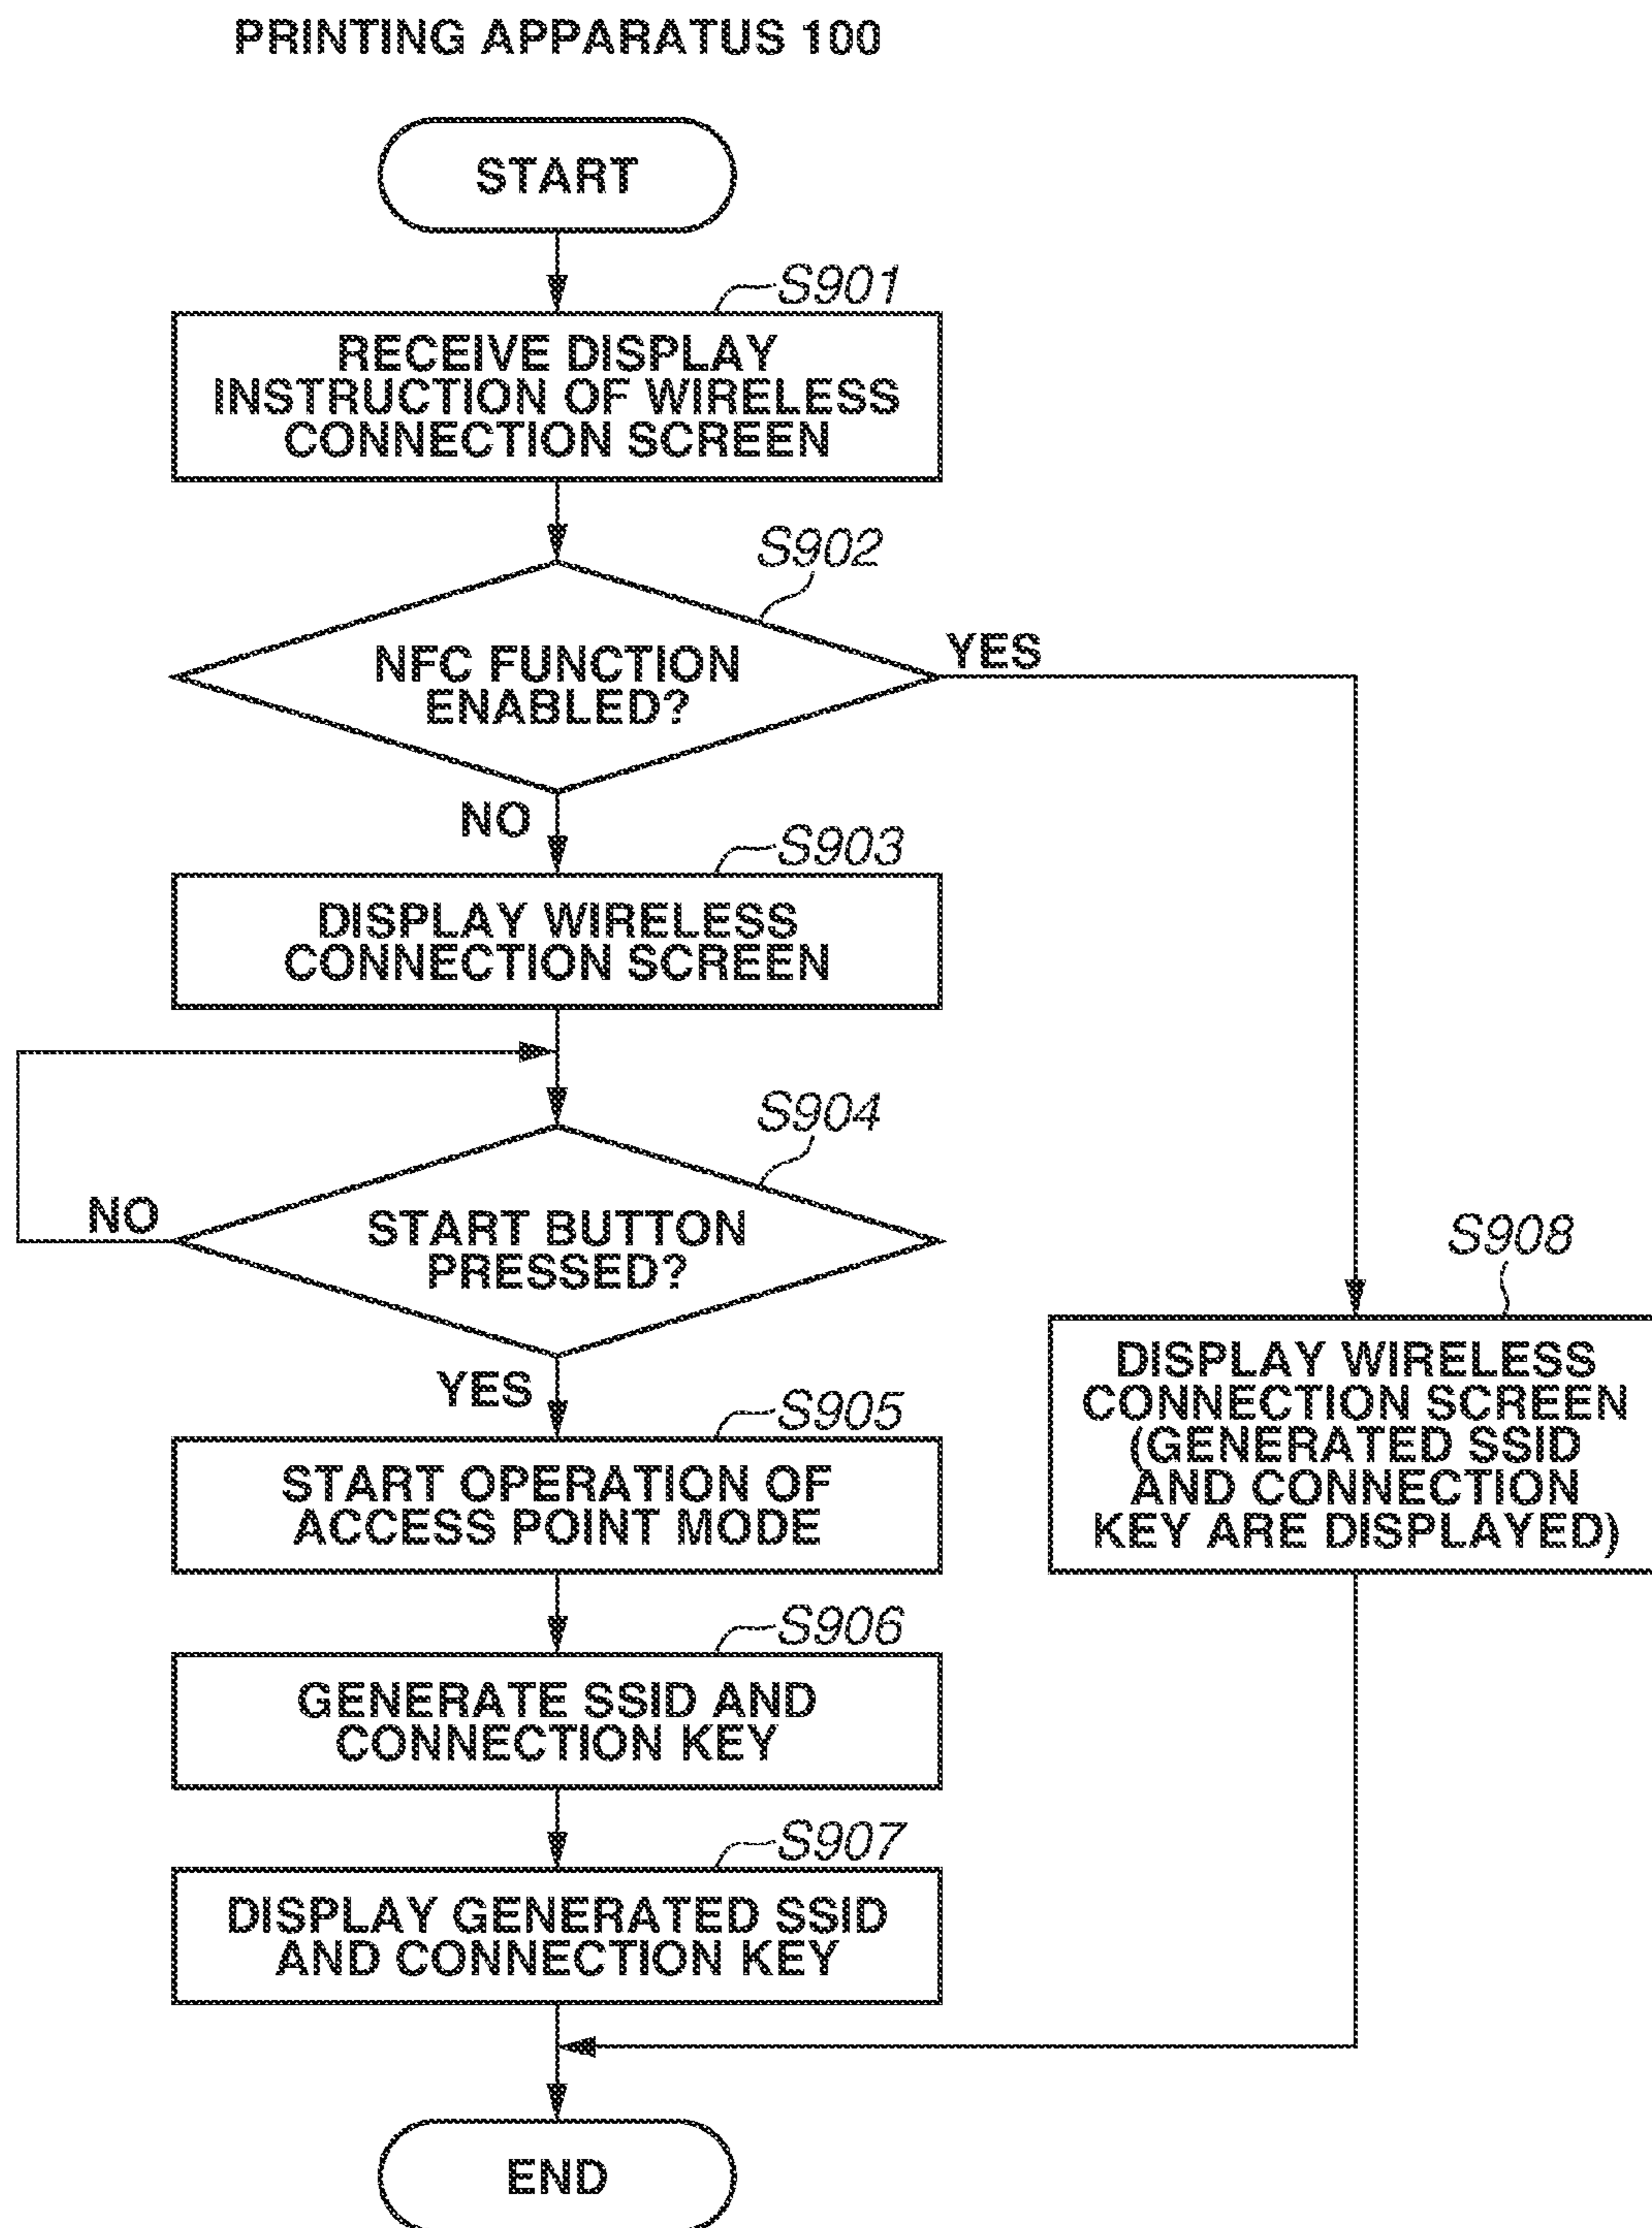 PRINTING APPARATUS 100
START
S901
RECEIVE DISPLAY
INSTRUCTION OF WIRELESS
CONNECTION SCREEN
S902
NFC FUNCTION
ENABLED?
YES
NO
S903
DISPLAY WIRELESS
CONNECTION SCREEN
S904
START BUTTON
PRESSED?
NO
YES
S905
START OPERATION OF
ACCESS POINT MODE
S906
GENERATE SSID AND
CONNECTION KEY
S907
DISPLAY GENERATED SSID
AND CONNECTION KEY
S908
DISPLAY WIRELESS
CONNECTION SCREEN
(GENERATED SSID
AND CONNECTION
KEY ARE DISPLAYED)
END